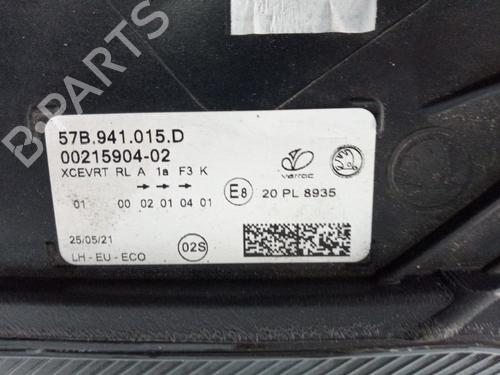 B-PARTS
57B.941.015.D
00215904-02
XCEVRT RL A 1a F3 K
01 00 02 01 04 01
varroc
E8
20 PL 8935
25/05/21
02S
LH-EU-ECO